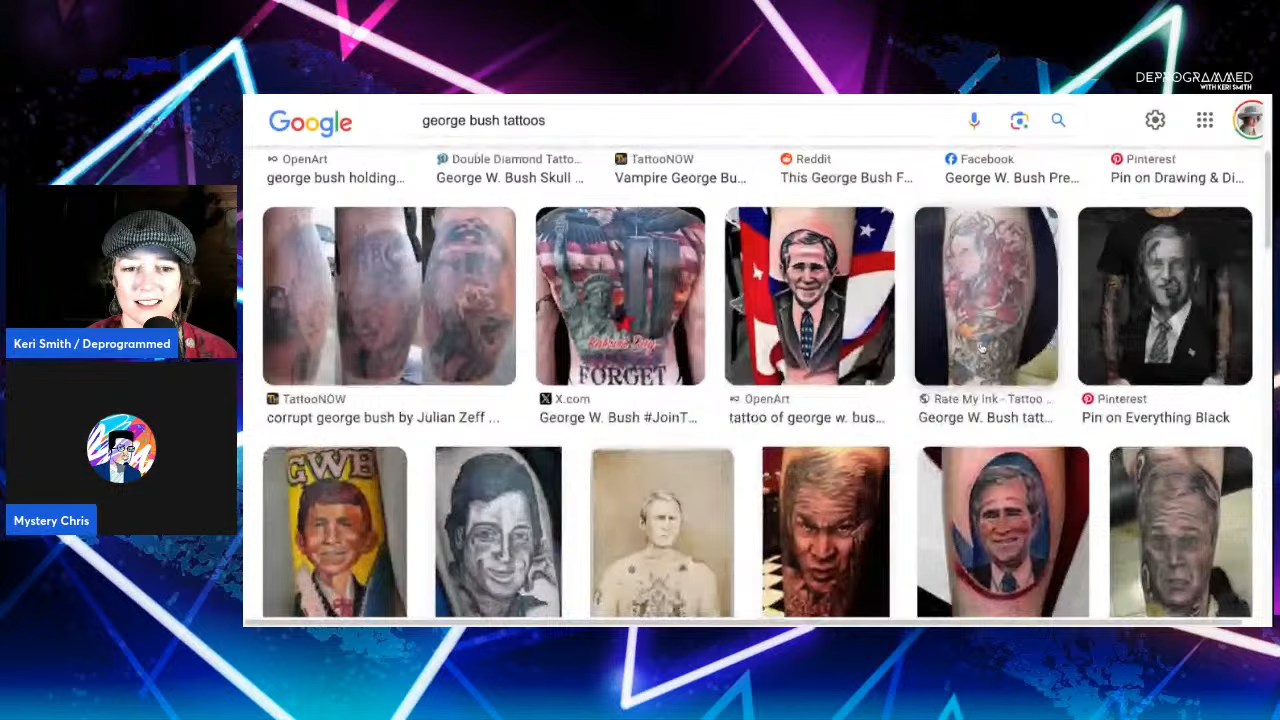 DEPROGRAMMED
WITH KERI SMITH
Google
george bush tattoos
OpenArt
george bush holding...
Double Diamond Tatto...
George W. Bush Skull ...
TattooNOW
Vampire George Bu...
Reddit
This George Bush F...
Facebook
George W. Bush Pre...
Pinterest
Pin on Drawing & Di...
FORGET
TattooNOW
corrupt george bush by Julian Zeff ...
X.com
George W. Bush #JoinT...
OpenArt
tattoo of george w. bus...
Rate My Ink - Tattoo ...
George W. Bush tatt...
Pinterest
Pin on Everything Black
GWB
Keri Smith / Deprogrammed
Mystery Chris